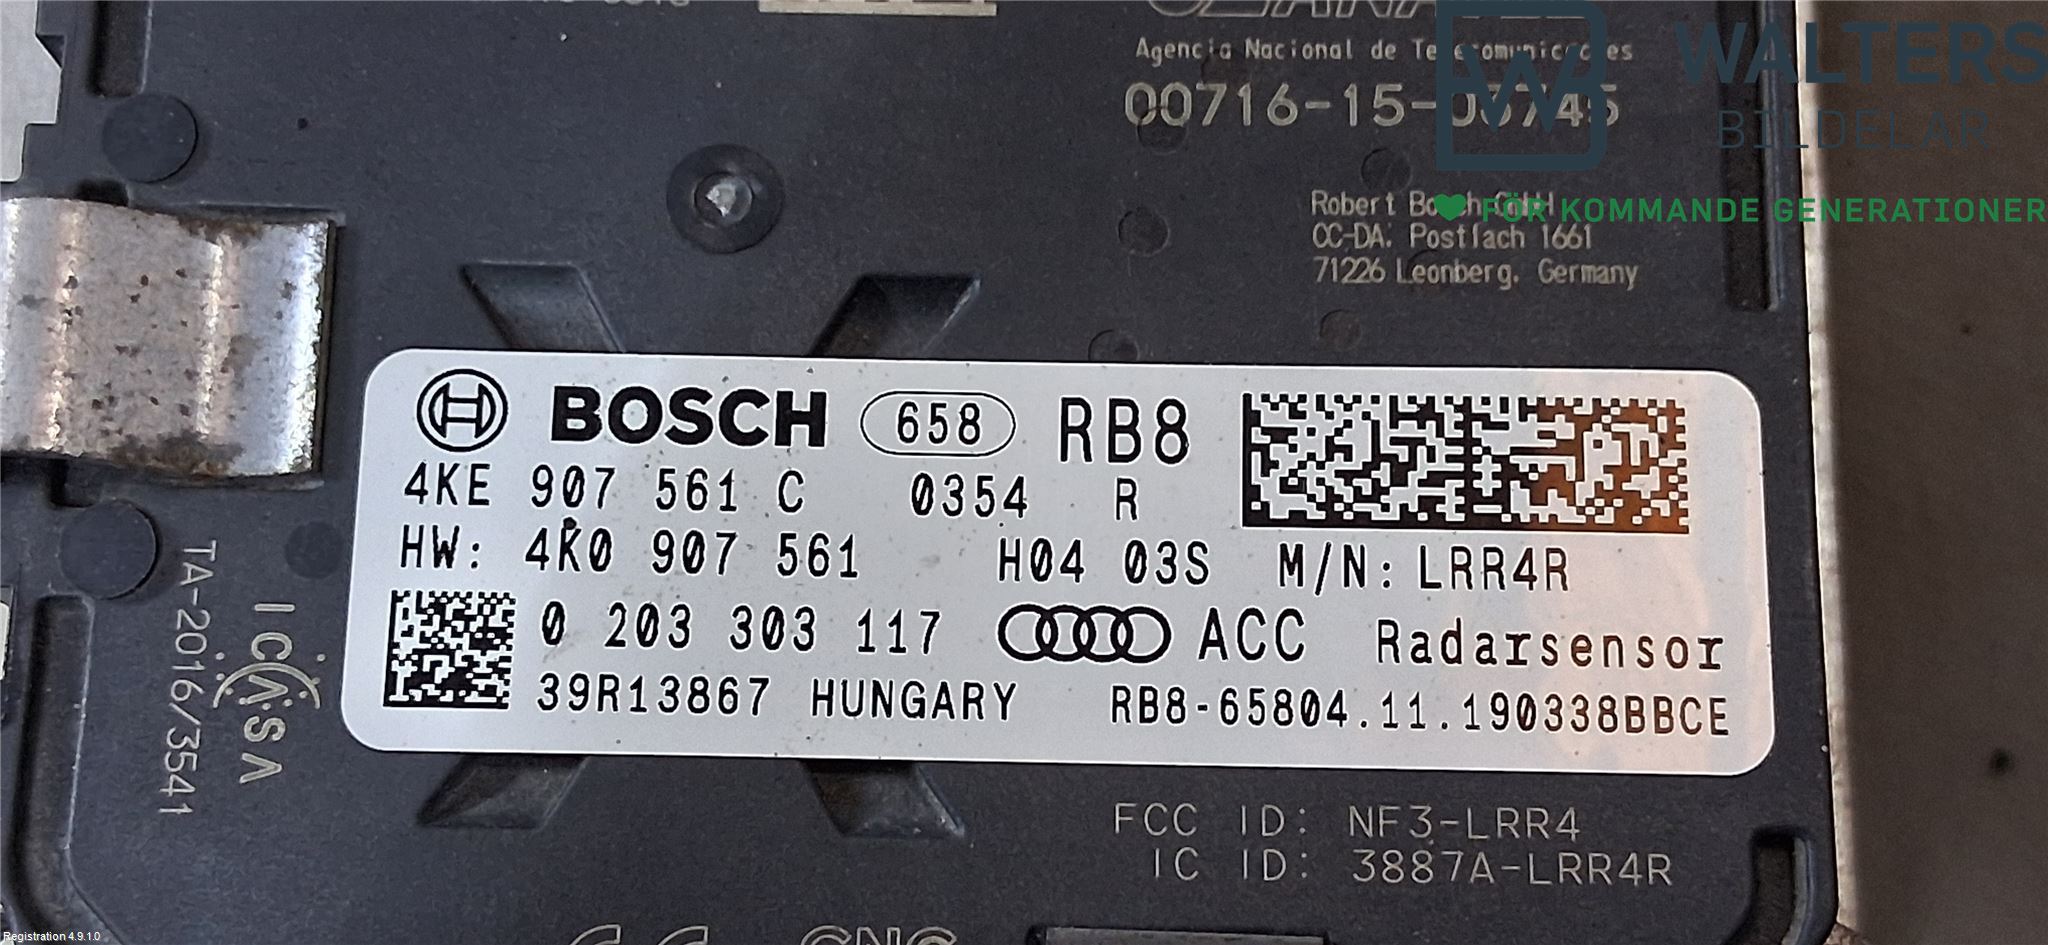 Agencia Nacional de Telecomunicações
00716-15-03745
WALTERS
BILDELAR
FÖR KOMMANDE GENERATIONER
Robert Bosch GmbH
CC-DA. Postfach 1661
71226 Leonberg. Germany
BOSCH 658 RB8
4KE 907 561 C 0354 R
HW: 4K0 907 561 H04 03S M/N: LRR4R
0 203 303 117 ACC Radarsensor
39R13867 HUNGARY RB8-65804.11.190338BBCE
ICASA
TA-2016/3541
FCC ID: NF3-LRR4
IC ID: 3887A-LRR4R
Registration 4.9.1.0